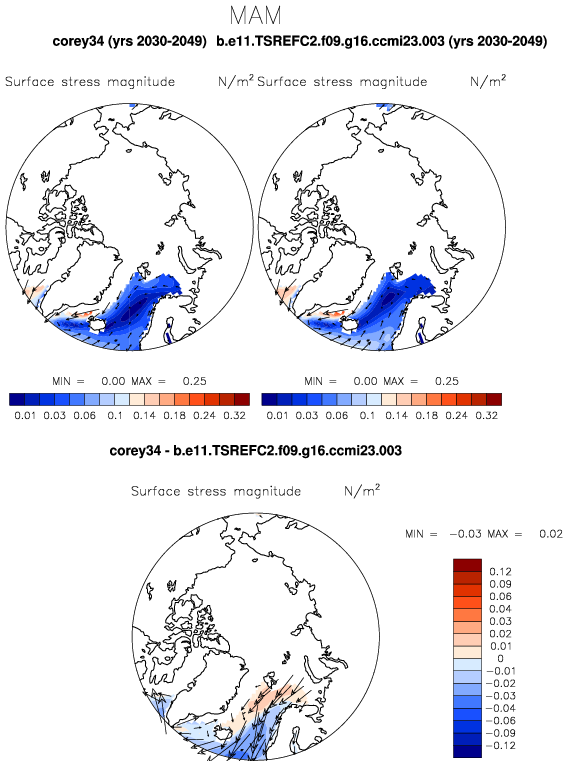 MAM
corey34 (yrs 2030-2049) b.e11.TSREFC2.f09.g16.ccmi23.003 (yrs 2030-2049)
Surface stress magnitude N/m² Surface stress magnitude N/m²
MIN = 0.00 MAX = 0.25 MIN = 0.00 MAX = 0.25
0.01 0.03 0.06 0.1 0.14 0.18 0.24 0.32 0.01 0.03 0.06 0.1 0.14 0.18 0.24 0.32
corey34 - b.e11.TSREFC2.f09.g16.ccmi23.003
Surface stress magnitude N/m²
MIN = -0.03 MAX = 0.02
0.12
0.09
0.06
0.04
0.03
0.02
0.01
0
-0.01
-0.02
-0.03
-0.04
-0.06
-0.09
-0.12